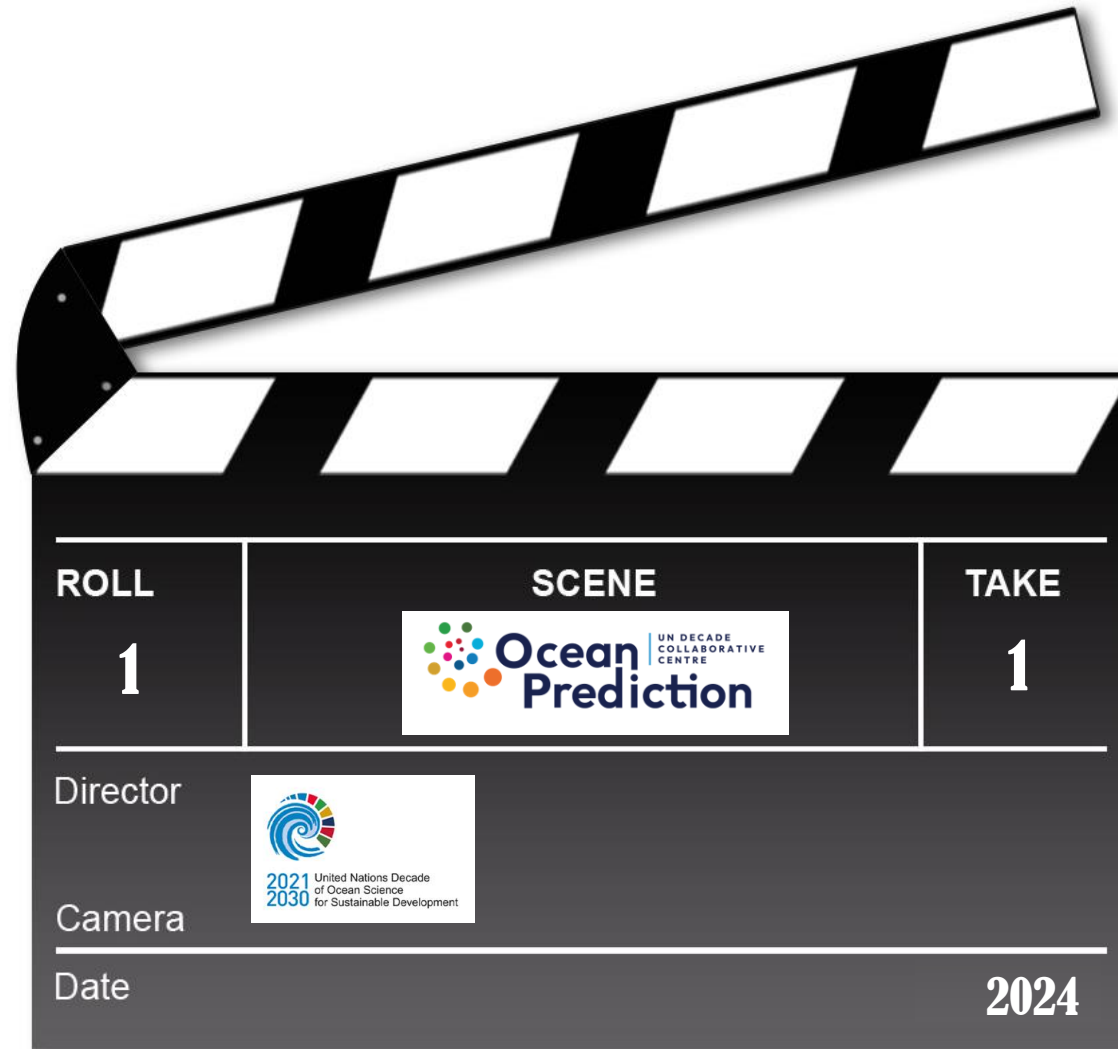 ROLL
1
SCENE
Ocean
Prediction
UN DECADE
COLLABORATIVE
CENTRE
TAKE
1
Director
2021
2030
United Nations Decade
of Ocean Science
for Sustainable Development
Camera
Date
2024